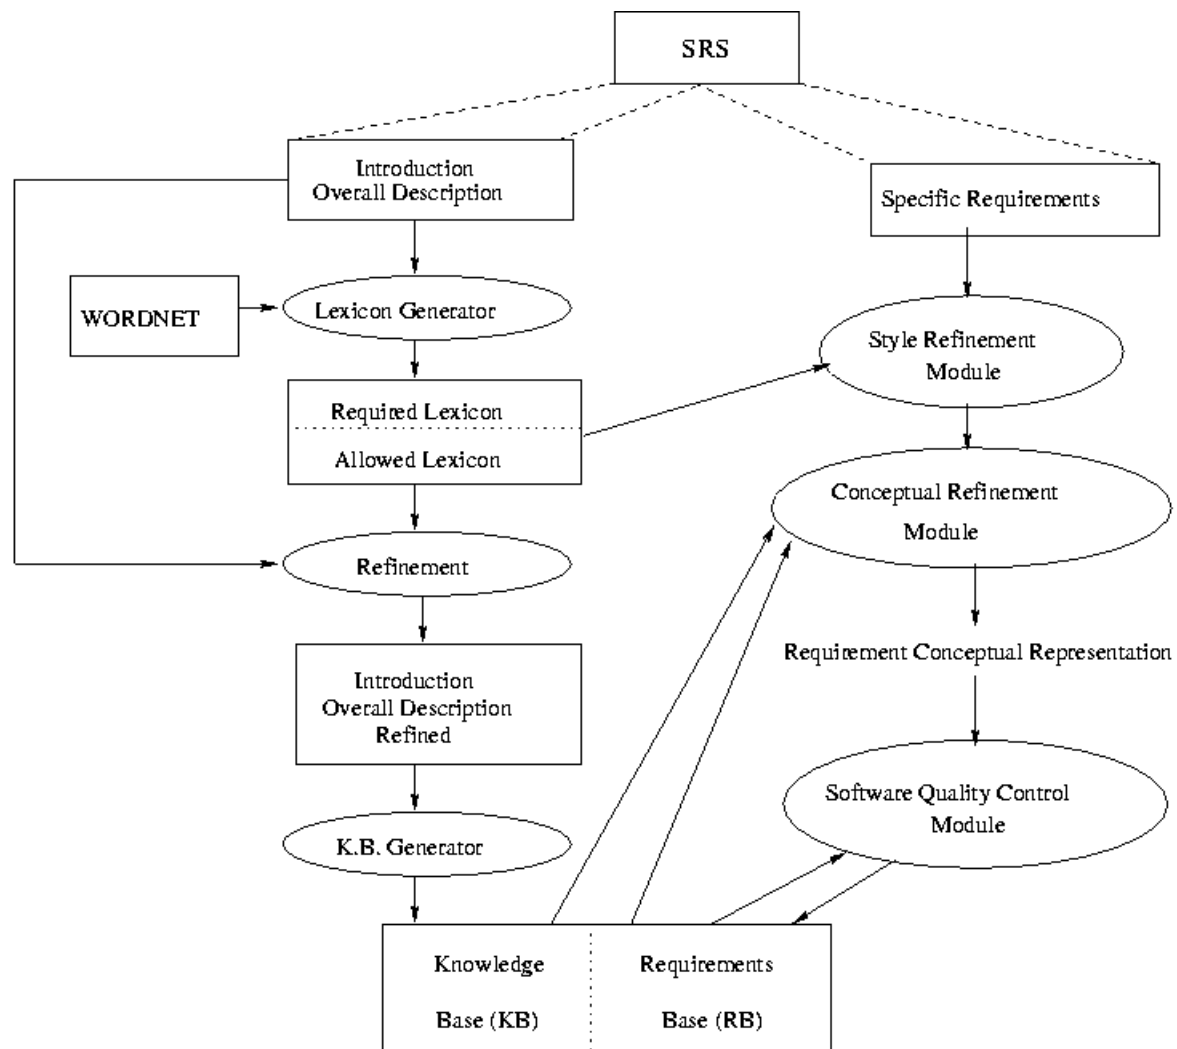 SRS
Introduction
Overall Description
Specific Requirements
WORDNET
Lexicon Generator
Style Refinement
Module
Required Lexicon
Allowed Lexicon
Conceptual Refinement
Module
Refinement
Requirement Conceptual Representation
Introduction
Overall Description
Refined
Software Quality Control
Module
K.B. Generator
Knowledge
Base (KB)
Requirements
Base (RB)